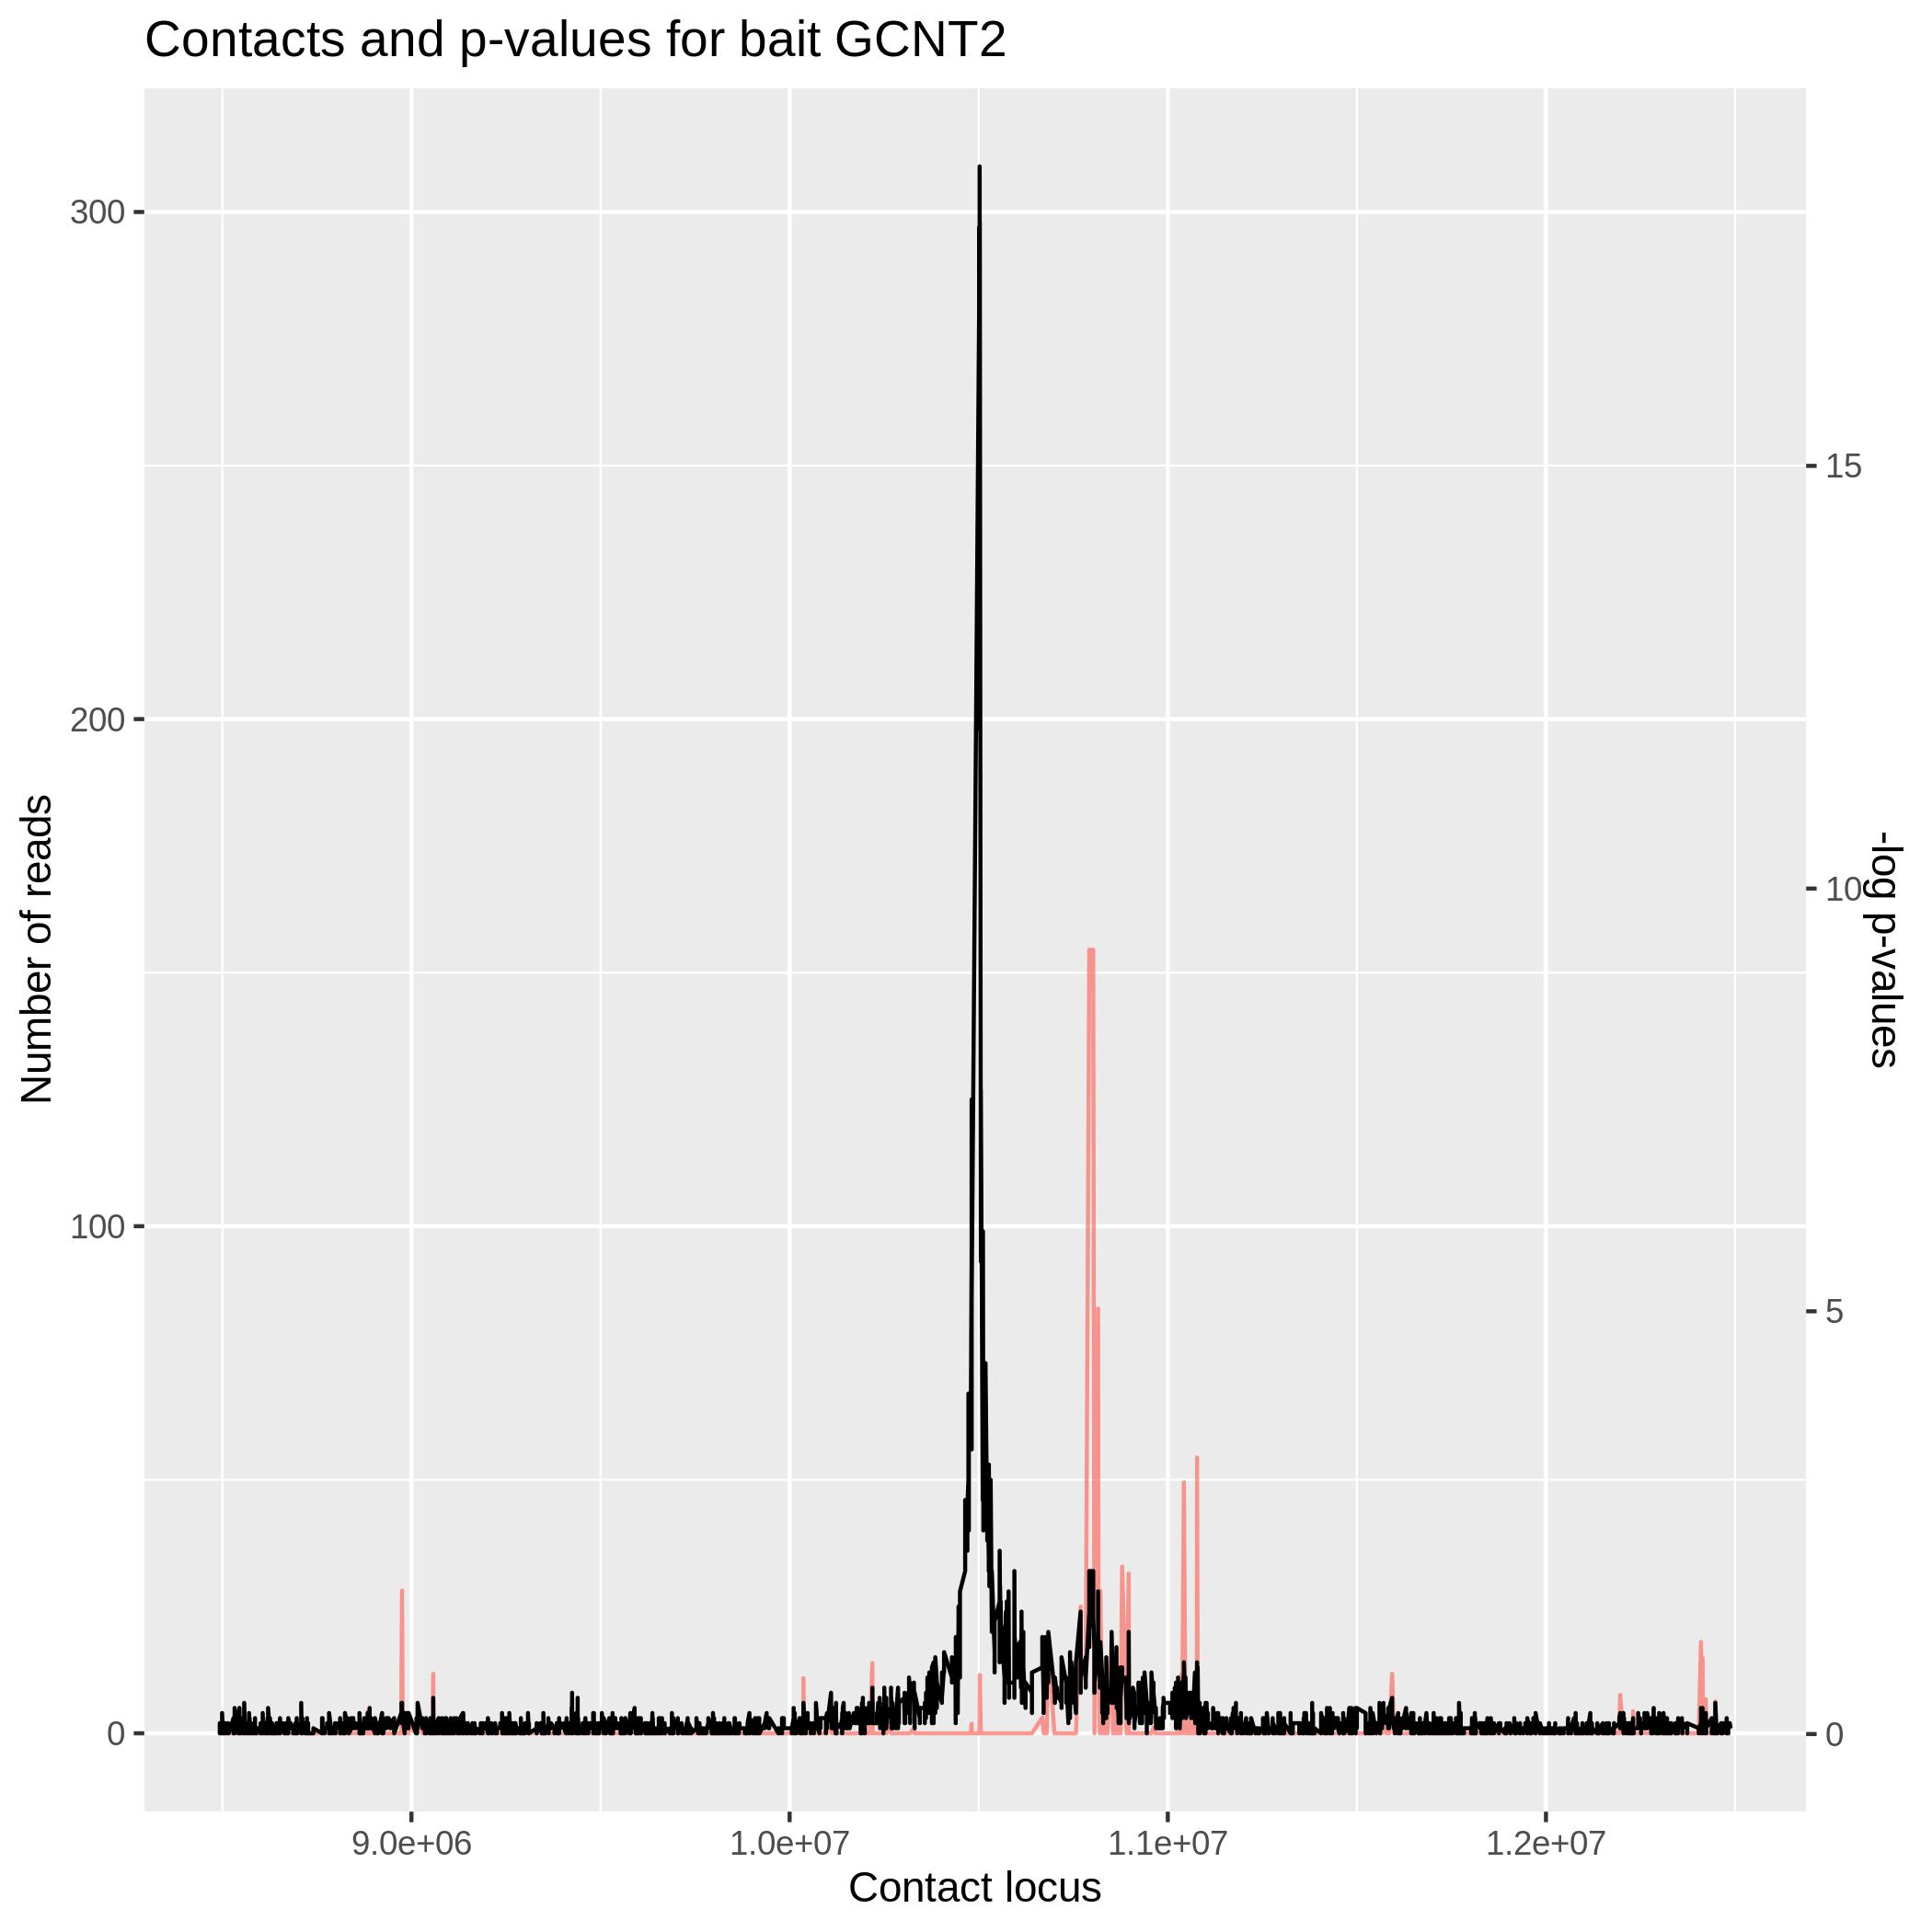 Contacts and p-values for bait GCNT2
300
200
100
0
Number of reads
15
10
5
0
-log p-values
9.0e+06
1.0e+07
1.1e+07
1.2e+07
Contact locus